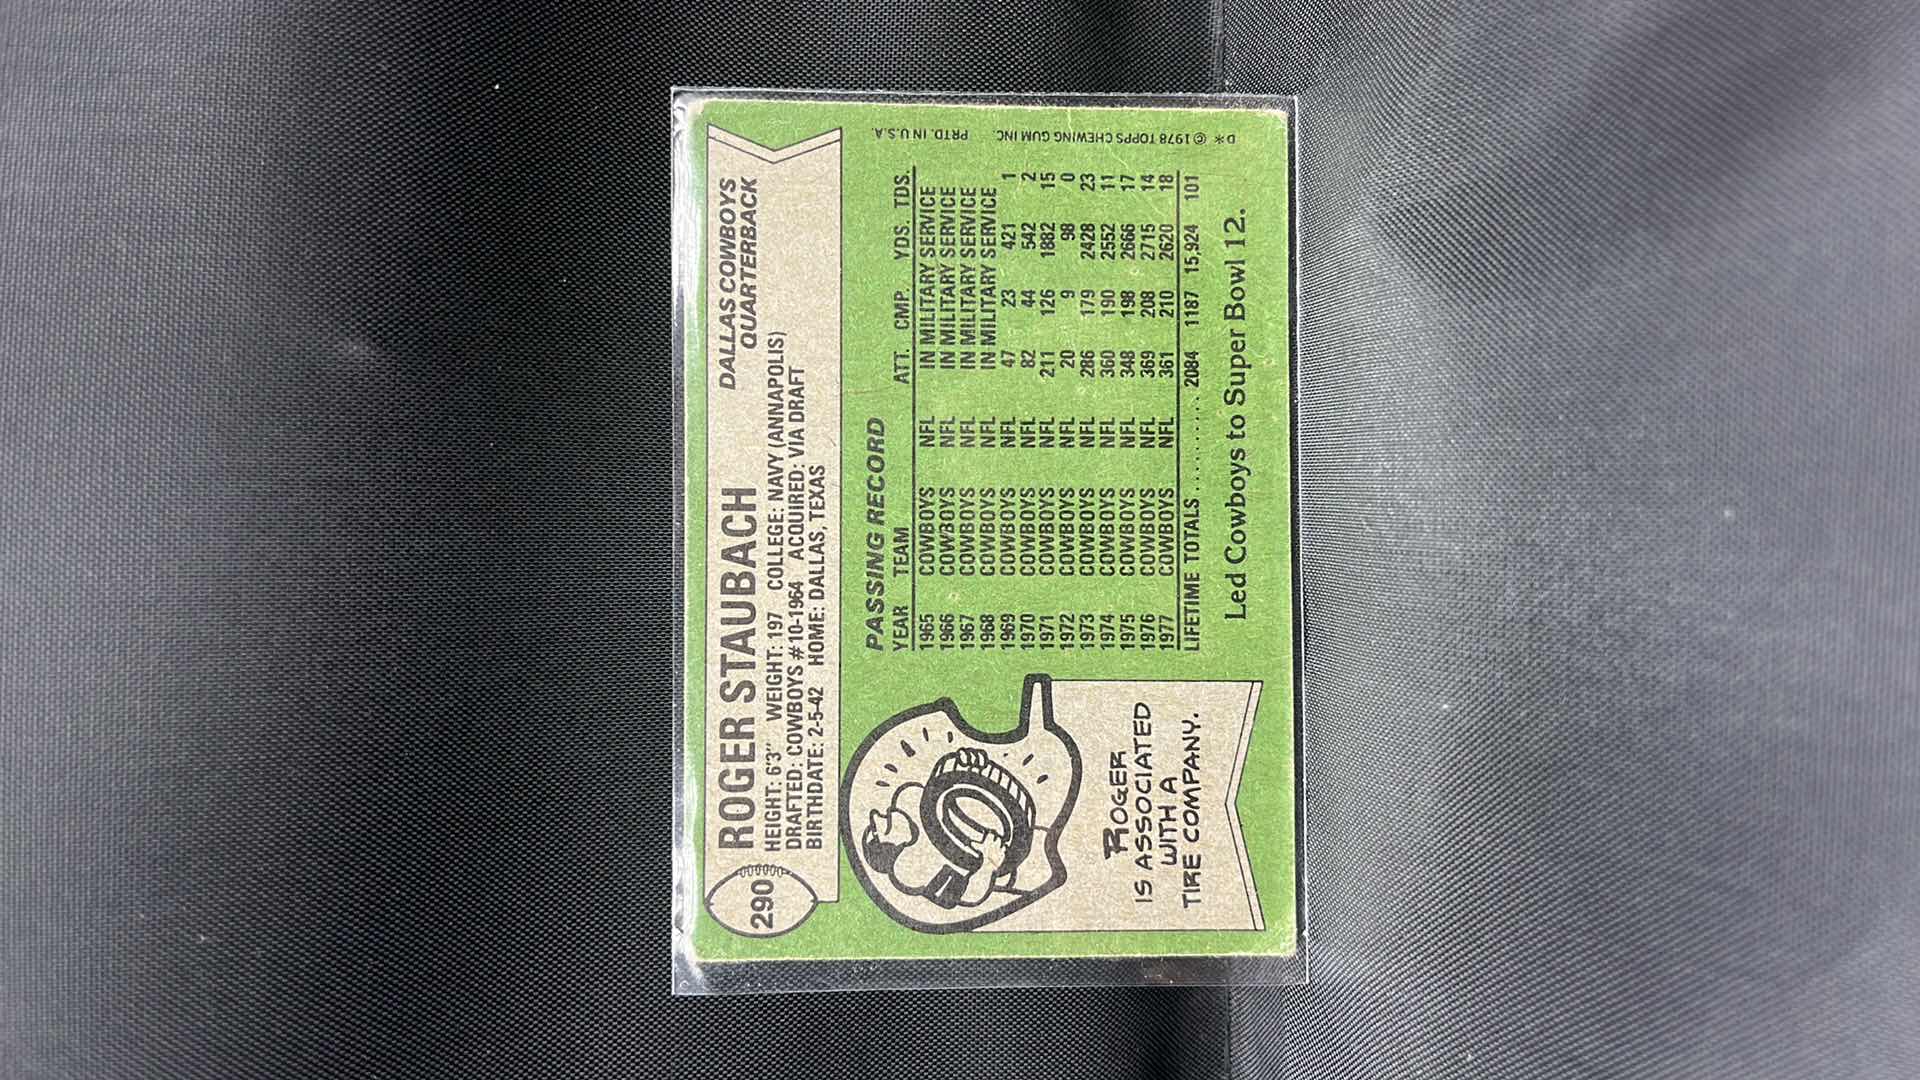 290
ROGER STAUBACH
DALLAS COWBOYS
QUARTERBACK
HEIGHT: 6'3" WEIGHT: 197 COLLEGE: NAVY (ANNAPOLIS)
DRAFTED: COWBOYS #10-1964 ACQUIRED: VIA DRAFT
BIRTHDATE: 2-5-42 HOME: DALLAS, TEXAS
PASSING RECORD
YEAR TEAM ATT. CMP. YDS. TDS.
1965 COWBOYS NFL IN MILITARY SERVICE
1966 COWBOYS NFL IN MILITARY SERVICE
1967 COWBOYS NFL IN MILITARY SERVICE
1968 COWBOYS NFL IN MILITARY SERVICE
1969 COWBOYS NFL 47 23 421 1
1970 COWBOYS NFL 82 44 542 2
1971 COWBOYS NFL 211 126 1882 15
1972 COWBOYS NFL 20 9 98 0
1973 COWBOYS NFL 286 179 2428 23
1974 COWBOYS NFL 360 190 2552 11
1975 COWBOYS NFL 348 198 2666 17
1976 COWBOYS NFL 369 208 2715 14
1977 COWBOYS NFL 361 210 2620 18
LIFETIME TOTALS .......... 2084 1187 15,924 101
Led Cowboys to Super Bowl 12.
ROGER
IS ASSOCIATED
WITH A
TIRE COMPANY.
D* © 1978 TOPPS CHEWING GUM INC. PRTD. IN U.S.A.